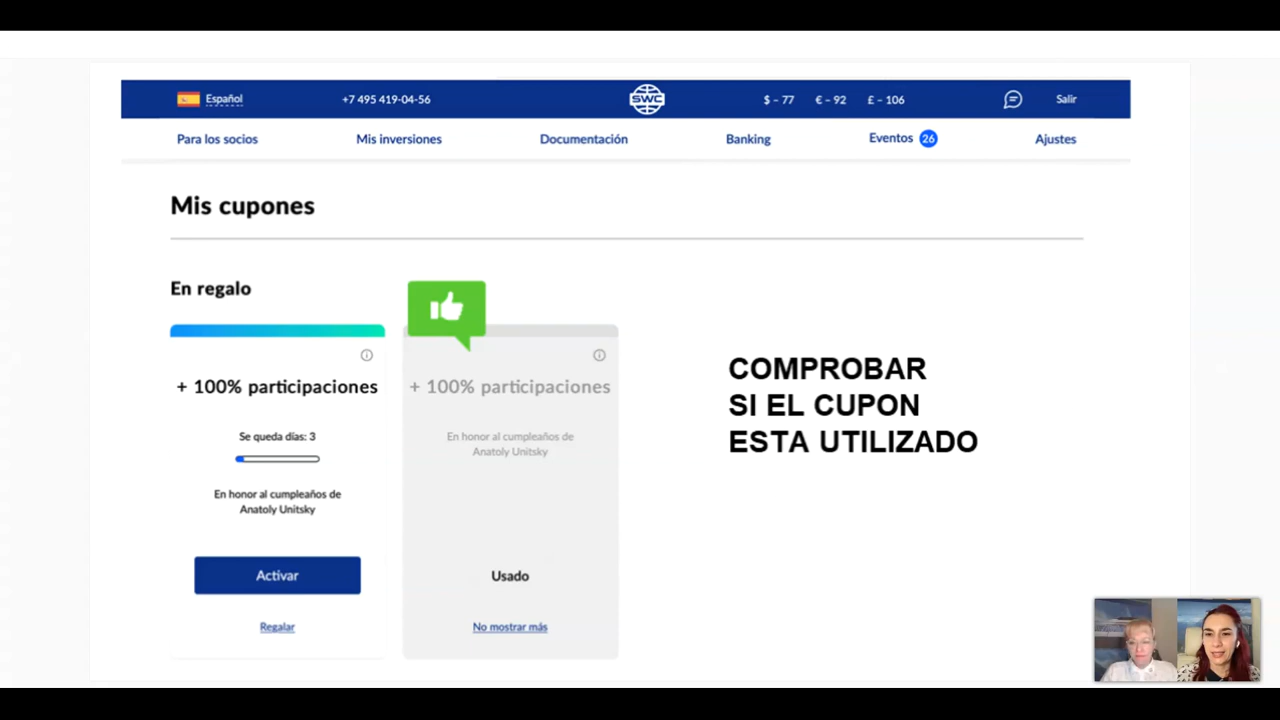 Español
+7 495 419-04-56
SWC
$ – 77 € – 92 £ – 106
Salir
Para los socios
Mis inversiones
Documentación
Banking
Eventos 26
Ajustes
Mis cupones
En regalo
+ 100% participaciones
Se queda días: 3
En honor al cumpleaños de
Anatoly Unitsky
Activar
Regalar
+ 100% participaciones
En honor al cumpleaños de
Anatoly Unitsky
Usado
No mostrar más
COMPROBAR
SI EL CUPON
ESTA UTILIZADO